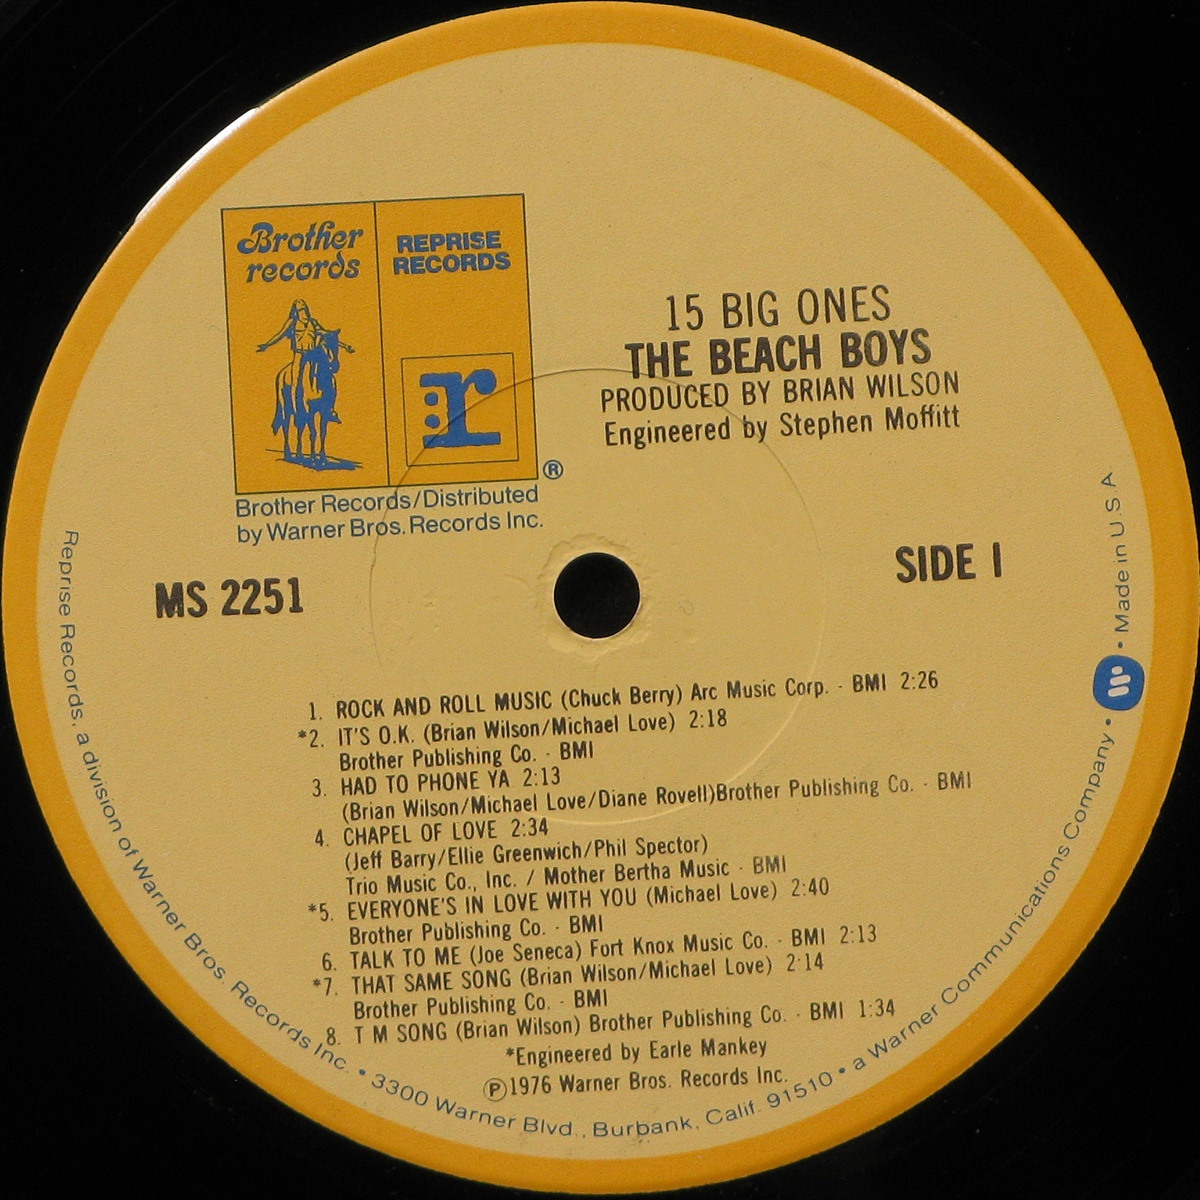 Brother
records
REPRISE
RECORDS
r
®
Brother Records/Distributed
by Warner Bros. Records Inc.
15 BIG ONES
THE BEACH BOYS
PRODUCED BY BRIAN WILSON
Engineered by Stephen Moffitt
MS 2251
SIDE 1
1. ROCK AND ROLL MUSIC (Chuck Berry) Arc Music Corp. - BMI 2:26
*2. IT'S O.K. (Brian Wilson/Michael Love) 2:18
Brother Publishing Co. - BMI
3. HAD TO PHONE YA 2:13
(Brian Wilson/Michael Love/Diane Rovell)Brother Publishing Co. - BMI
4. CHAPEL OF LOVE 2:34
(Jeff Barry/Ellie Greenwich/Phil Spector)
Trio Music Co., Inc. / Mother Bertha Music - BMI
*5. EVERYONE'S IN LOVE WITH YOU (Michael Love) 2:40
Brother Publishing Co. - BMI
6. TALK TO ME (Joe Seneca) Fort Knox Music Co. - BMI 2:13
*7. THAT SAME SONG (Brian Wilson/Michael Love) 2:14
Brother Publishing Co. - BMI
8. T M SONG (Brian Wilson) Brother Publishing Co. - BMI 1:34
*Engineered by Earle Mankey
℗1976 Warner Bros. Records Inc.
Reprise Records, a division of Warner Bros. Records Inc. • 3300 Warner Blvd., Burbank, Calif. 91510 • a Warner Communications Company • W • Made in U.S.A